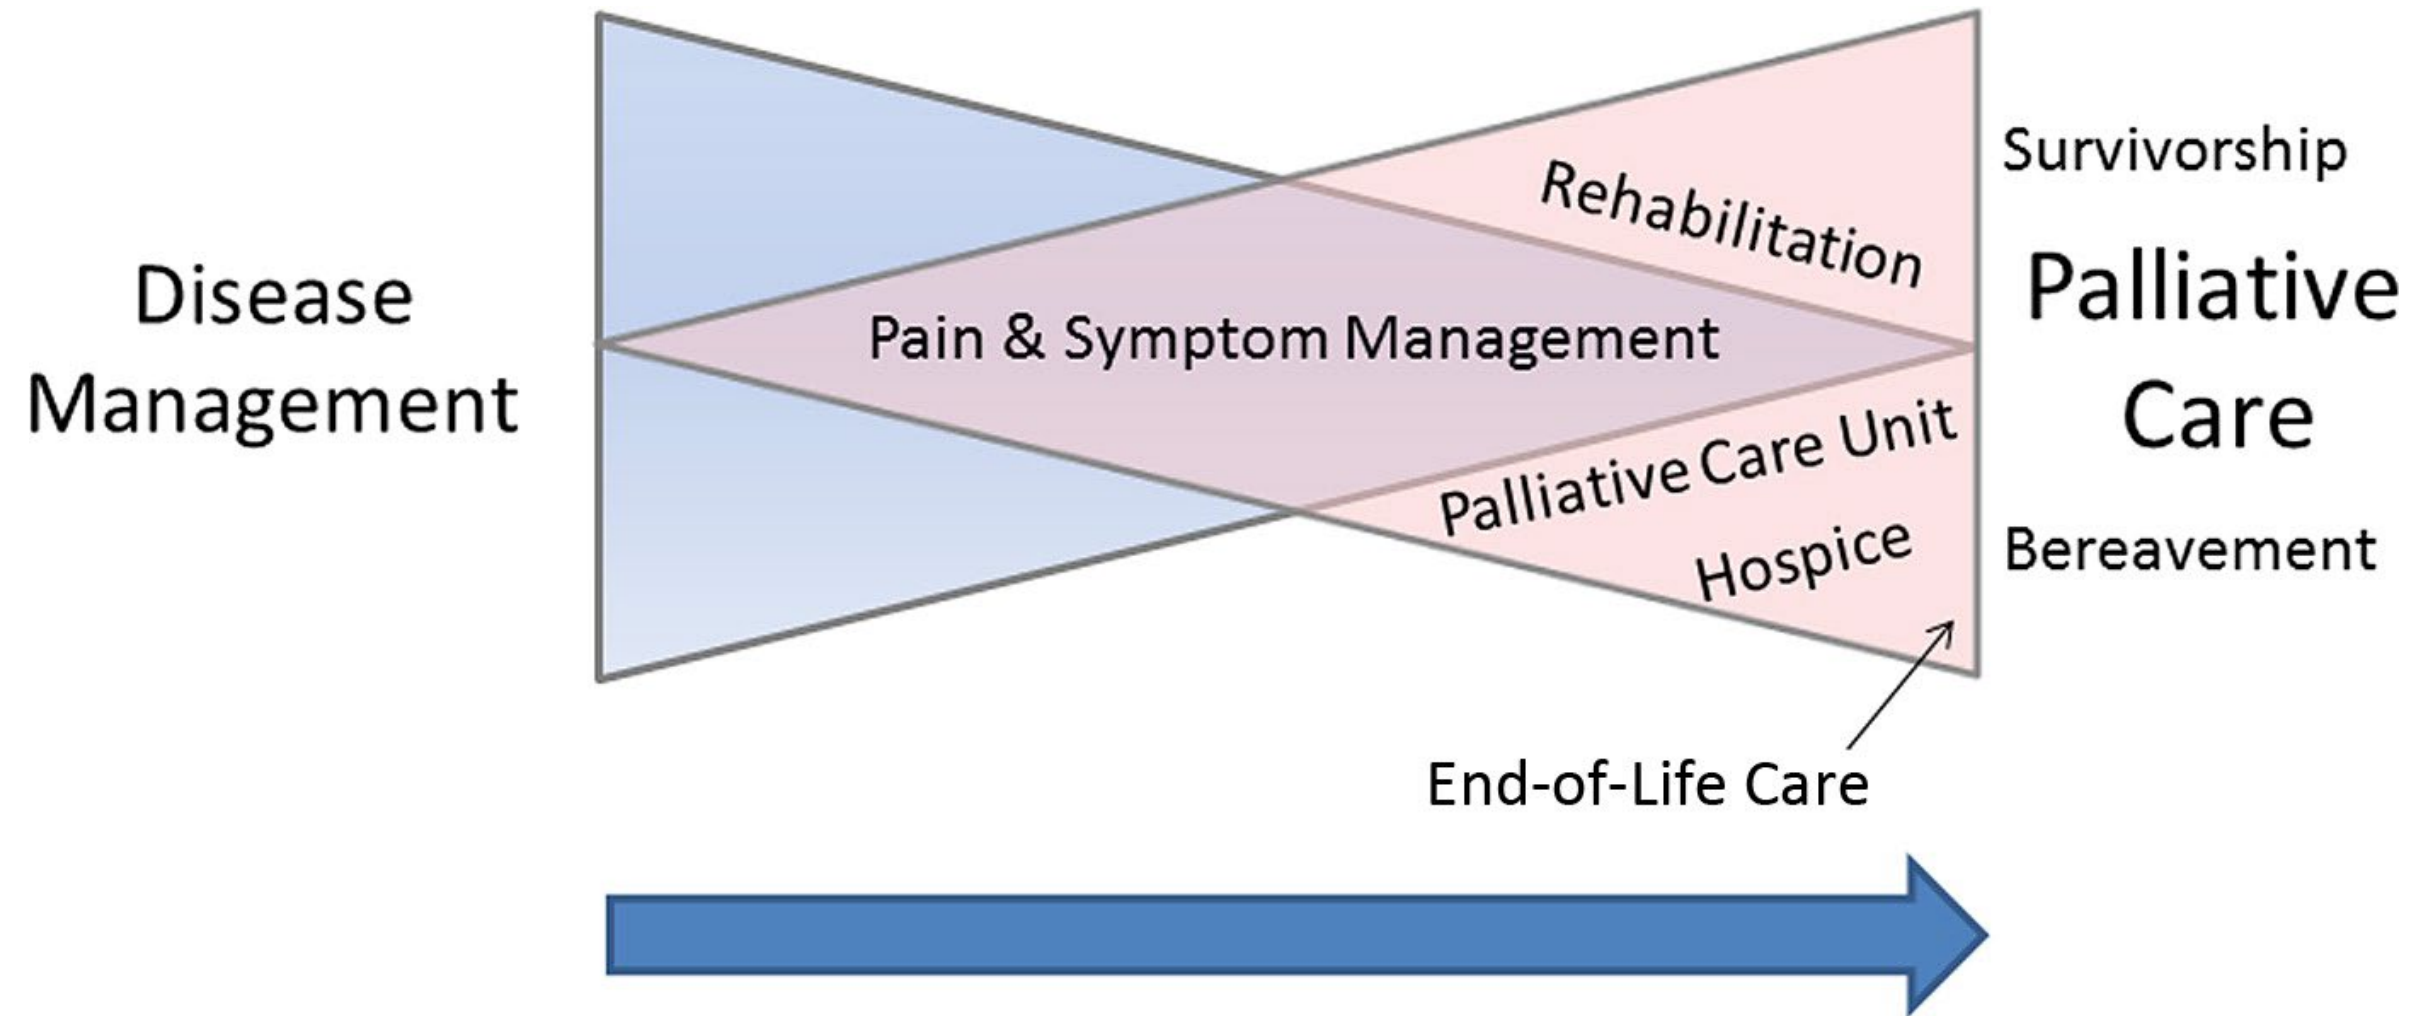 Disease
Management
Pain & Symptom Management
Rehabilitation
Palliative Care Unit
Hospice
End-of-Life Care
Survivorship
Palliative
Care
Bereavement